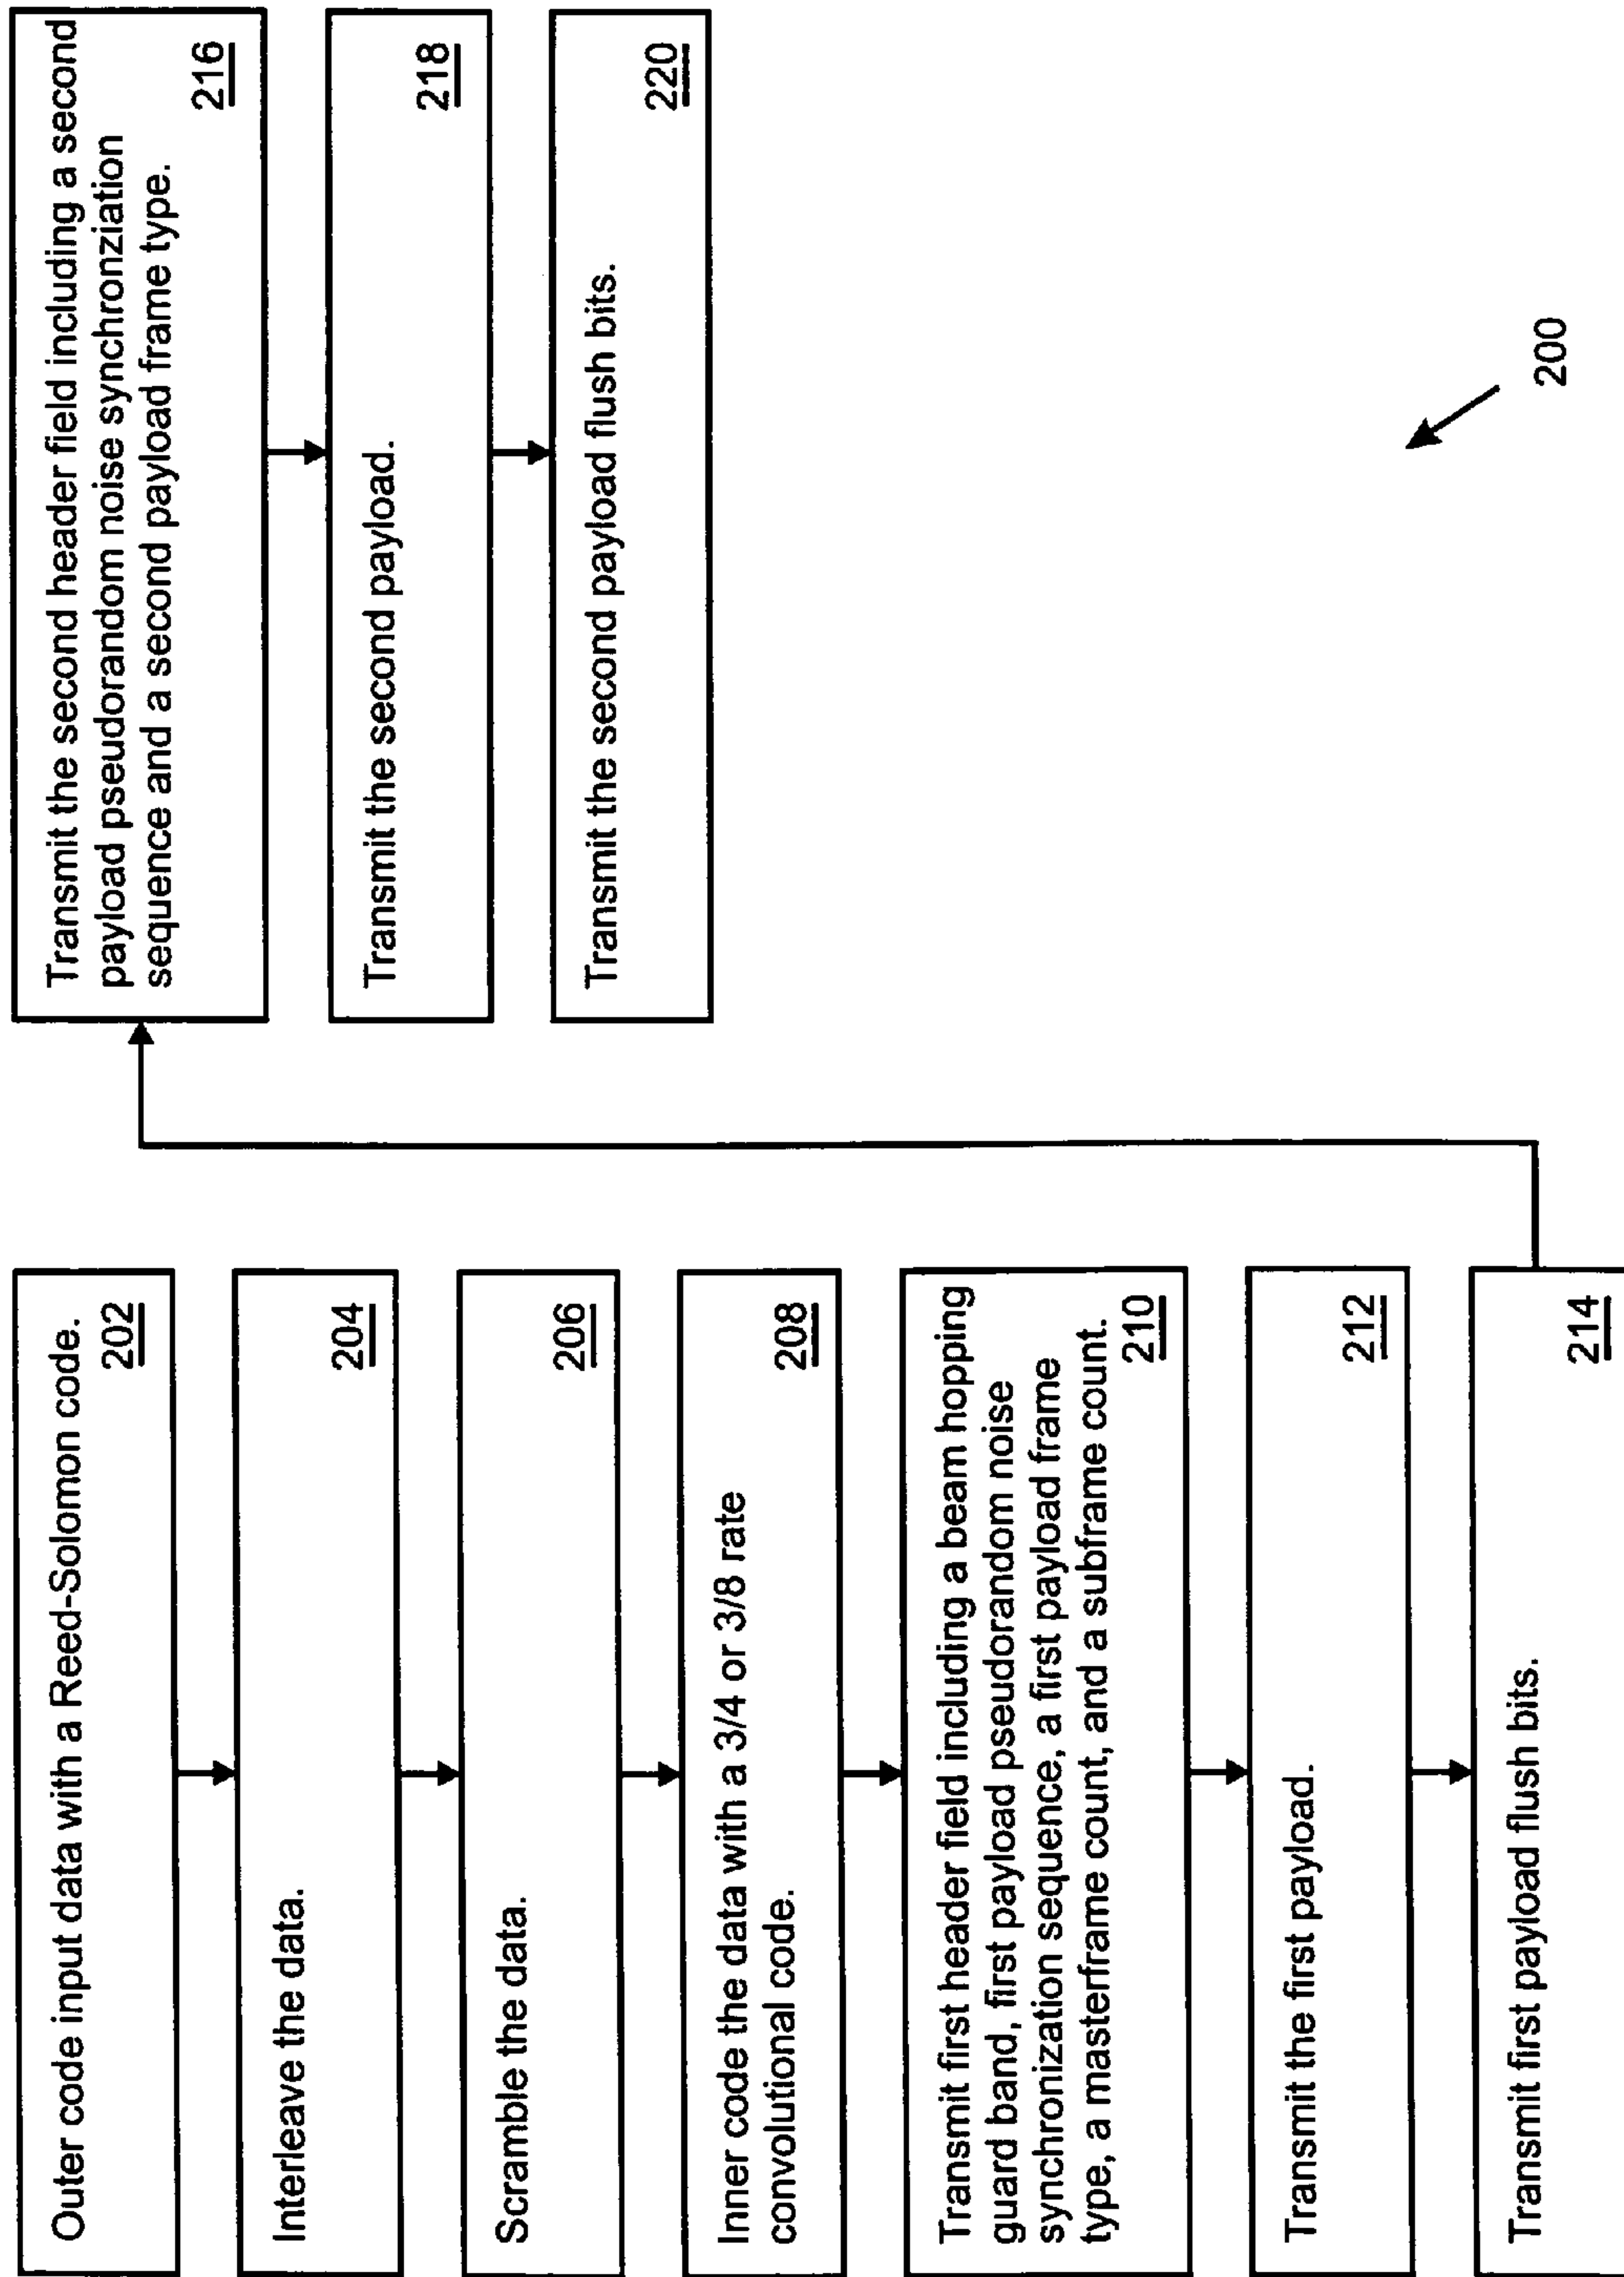 Outer code input data with a Reed-Solomon code.
202
Interleave the data.
204
Scramble the data.
206
Inner code the data with a 3/4 or 3/8 rate
convolutional code.
208
Transmit first header field including a beam hopping
guard band, first payload pseudorandom noise
synchronization sequence, a first payload frame
type, a masterframe count, and a subframe count.
210
Transmit the first payload.
212
Transmit first payload flush bits.
214
Transmit the second header field including a second
payload pseudorandom noise synchronziation
sequence and a second payload frame type.
216
Transmit the second payload.
218
Transmit the second payload flush bits.
220
200